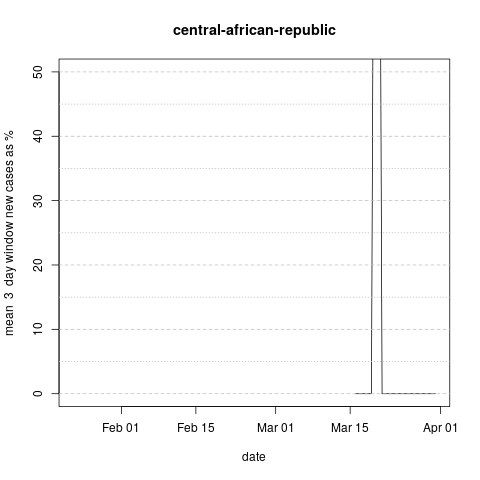 central-african-republic
mean  3  day window new cases as %
50
40
30
20
10
0
Feb 01
Feb 15
Mar 01
Mar 15
Apr 01
date